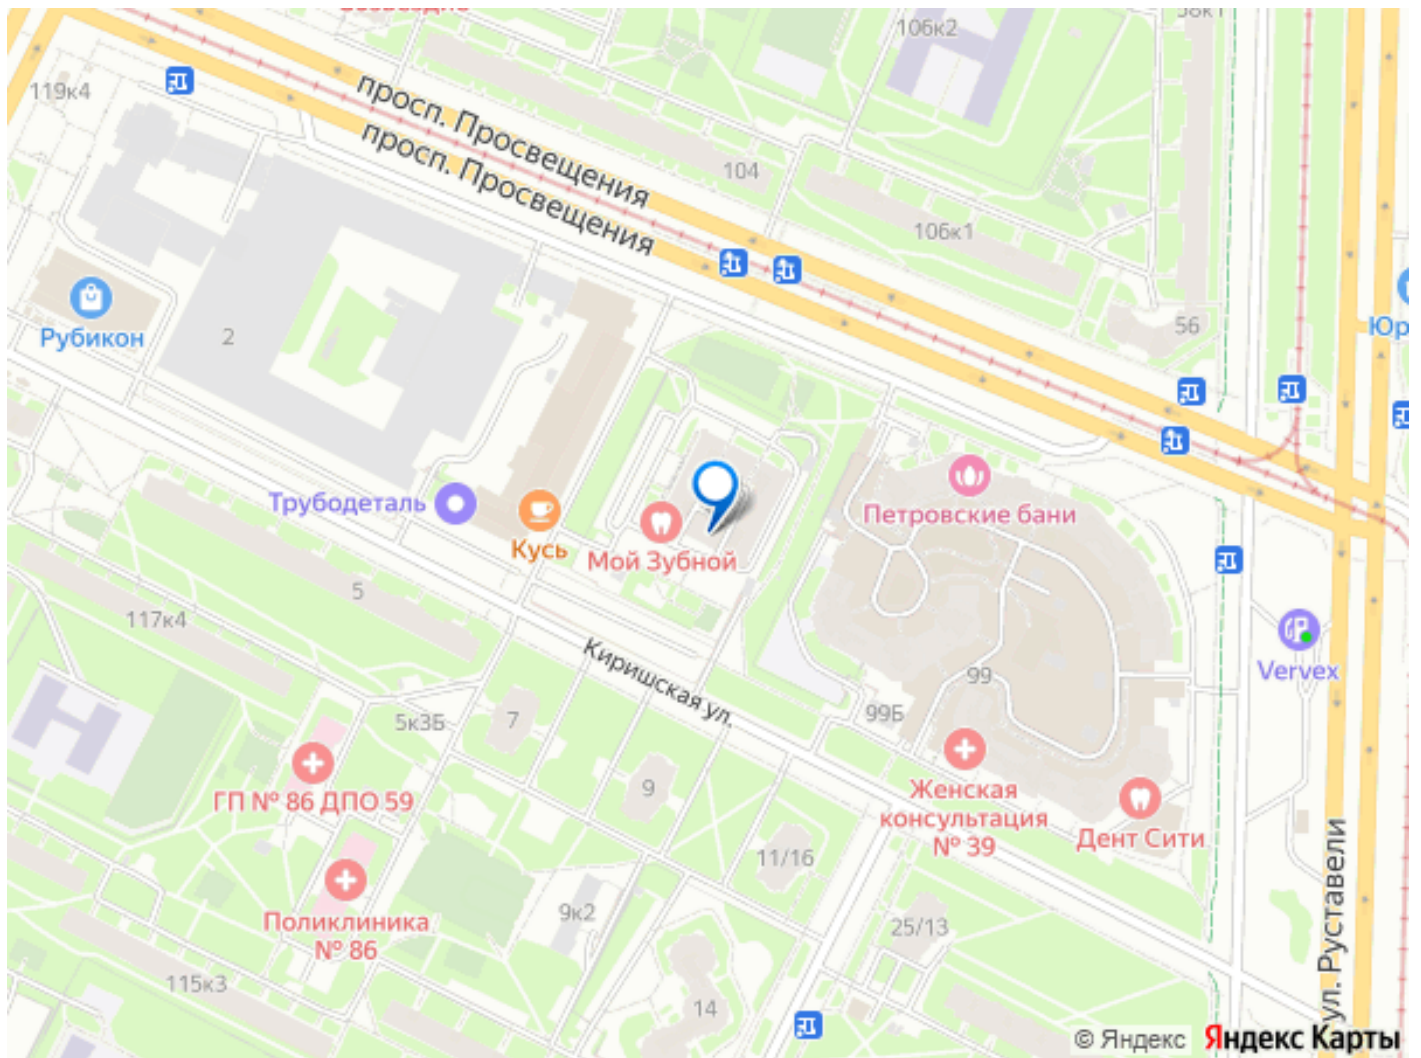 106к2
119к4
просп. Просвещения
просп. Просвещения
104
106к1
56
Рубикон
2
Юр
Петровские бани
Трубодеталь
Кусь
Мой Зубной
5
117к4
Киришская ул.
99
Vervex
5к3Б
7
99Б
ГП № 86 ДПО 59
9
Женская
консультация
№ 39
Дент Сити
11/16
Поликлиника
№ 86
9к2
25/13
ул. Руставели
115к3
14
© Яндекс
Яндекс Карты